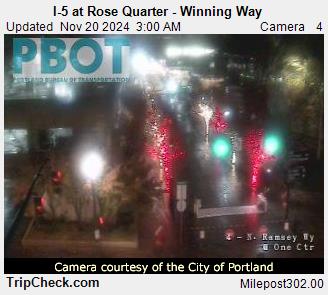 I-5 at Rose Quarter - Winning Way
Updated Nov 20 2024 3:00 AM Camera 4
PBOT
PORTLAND BUREAU OF TRANSPORTATION
4 - N. Ramsey Wy
W One Ctr
Camera courtesy of the City of Portland
TripCheck.com Milepost302.00